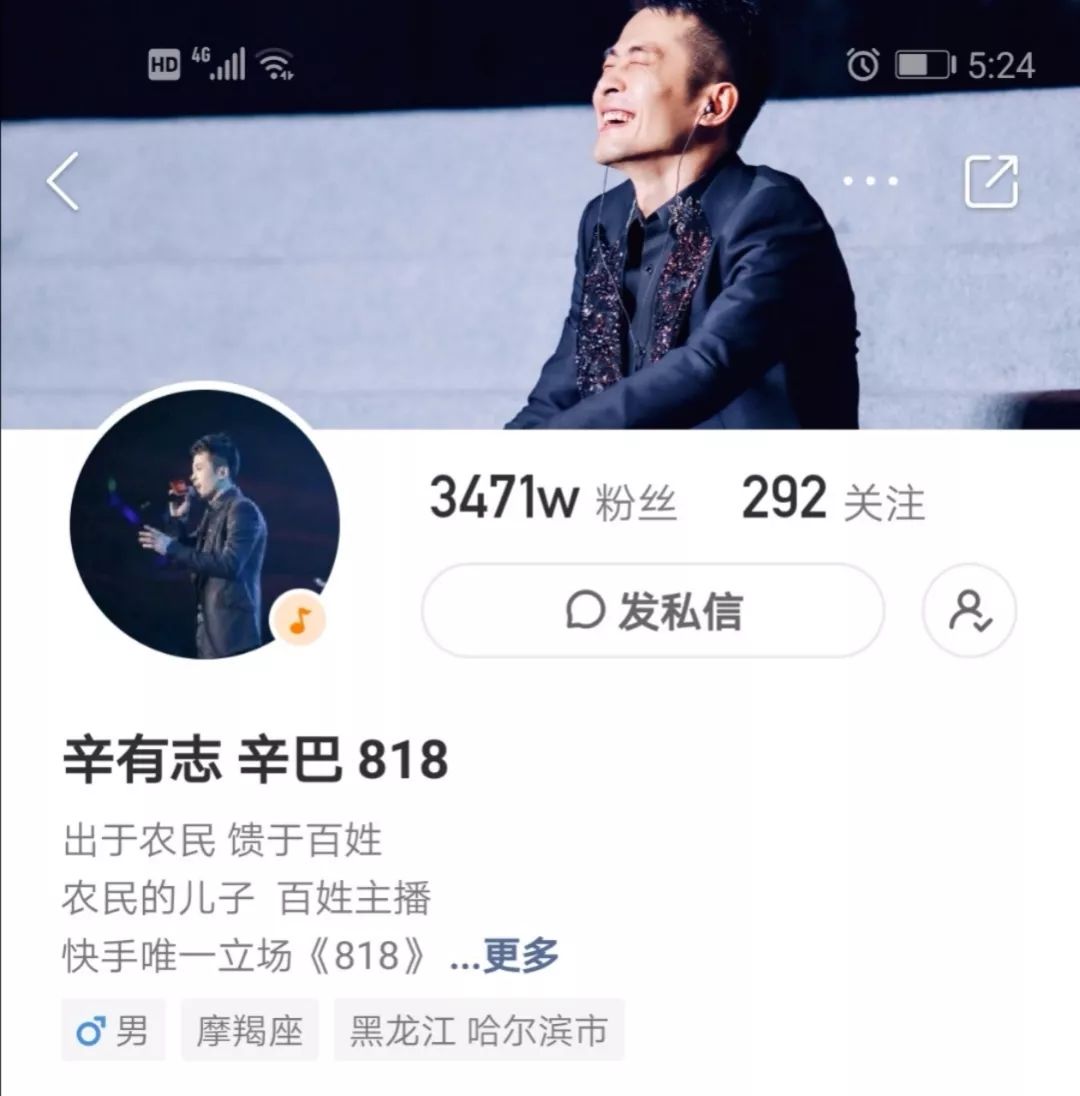 HD 4G 5:24
3471w 粉丝 292 关注
发私信
辛有志 辛巴 818
出于农民 馈于百姓
农民的儿子 百姓主播
快手唯一立场《818》 ...更多
♂ 男 摩羯座 黑龙江 哈尔滨市